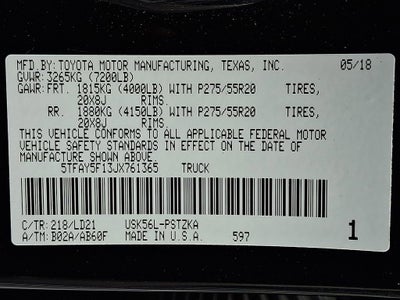 MFD.BY: TOYOTA MOTOR MANUFACTURING, TEXAS, INC. 05/18
GVWR: 3265KG (7200LB)
GAWR: FRT. 1815KG (4000LB) WITH P275/55R20 TIRES,
20X8J RIMS.
RR. 1880KG (4150LB) WITH P275/55R20 TIRES,
20X8J RIMS.
THIS VEHICLE CONFORMS TO ALL APPLICABLE FEDERAL MOTOR
VEHICLE SAFETY STANDARDS IN EFFECT ON THE DATE OF
MANUFACTURE SHOWN ABOVE.
5TFAY5F13JX761365 TRUCK
C/TR: 218/LD21 USK56L-PSTZKA
A/TM: B02A/AB60F MADE IN U.S.A. 597 1